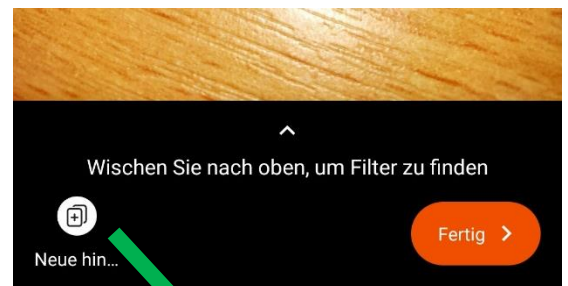 Wischen Sie nach oben, um Filter zu finden
Fertig
Neue hin...